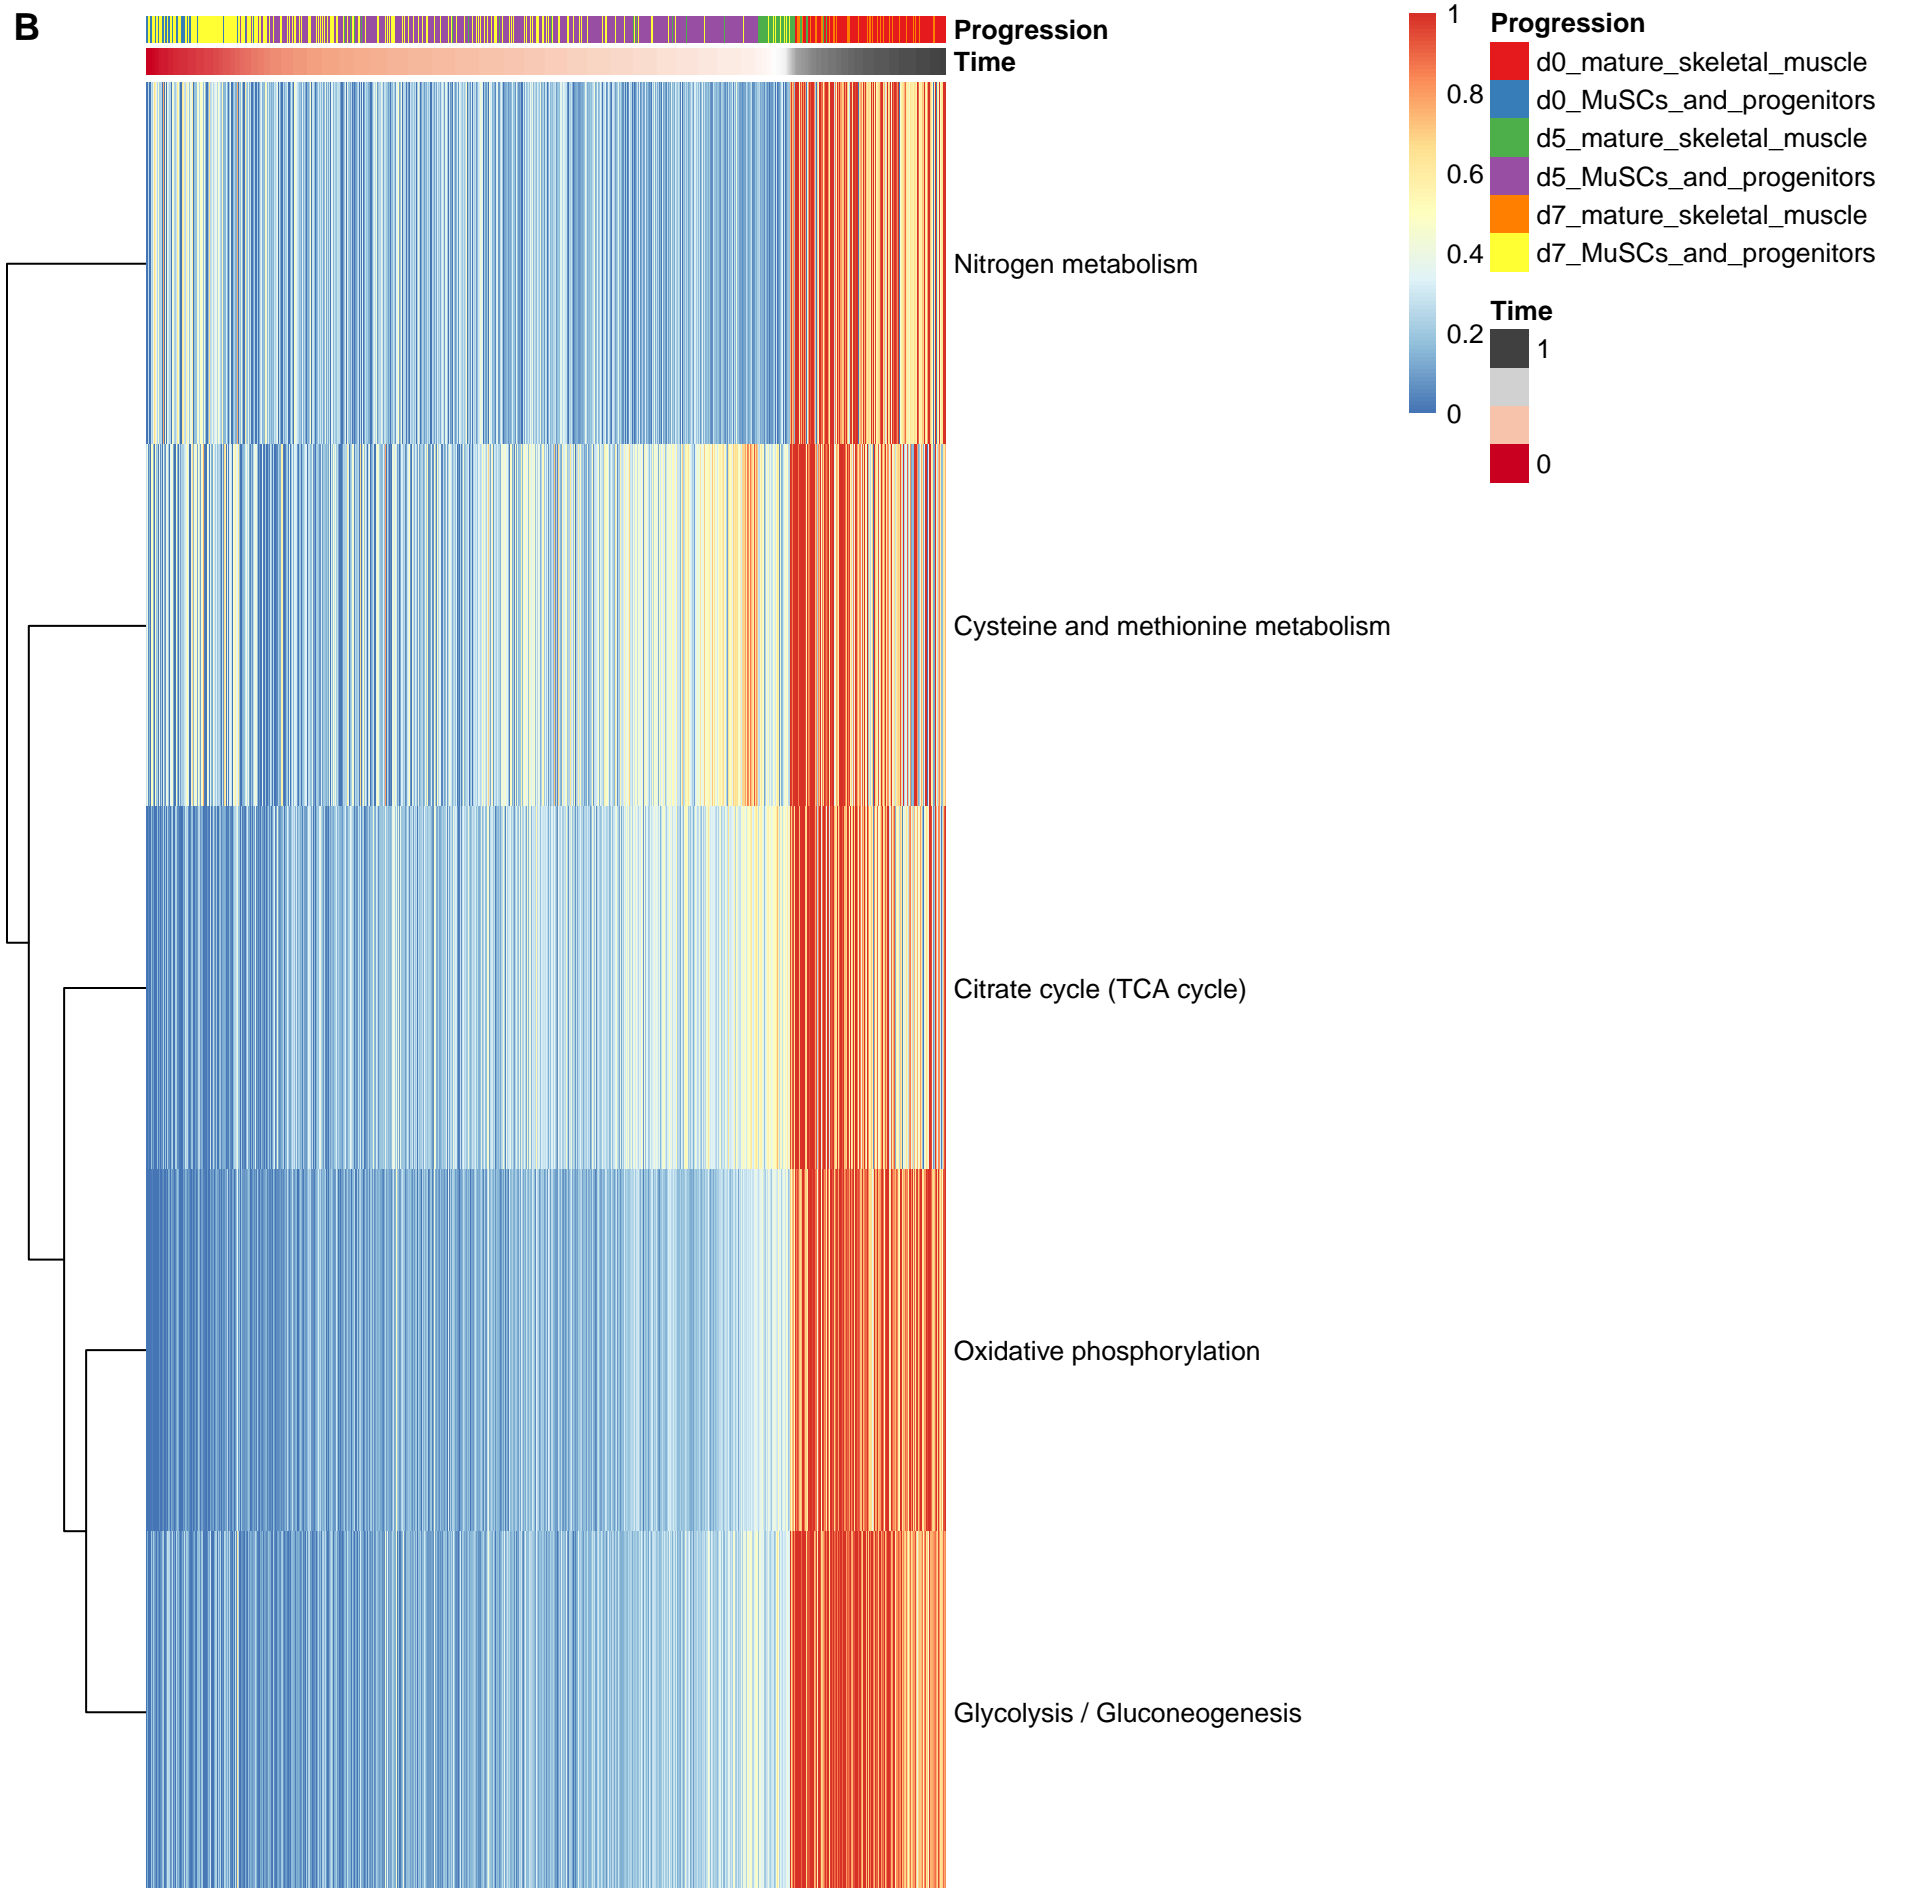 B
Progression
Time
Nitrogen metabolism
Cysteine and methionine metabolism
Citrate cycle (TCA cycle)
Oxidative phosphorylation
Glycolysis / Gluconeogenesis
1
0.8
0.6
0.4
0.2
0
Progression
d0_mature_skeletal_muscle
d0_MuSCs_and_progenitors
d5_mature_skeletal_muscle
d5_MuSCs_and_progenitors
d7_mature_skeletal_muscle
d7_MuSCs_and_progenitors
Time
1
0